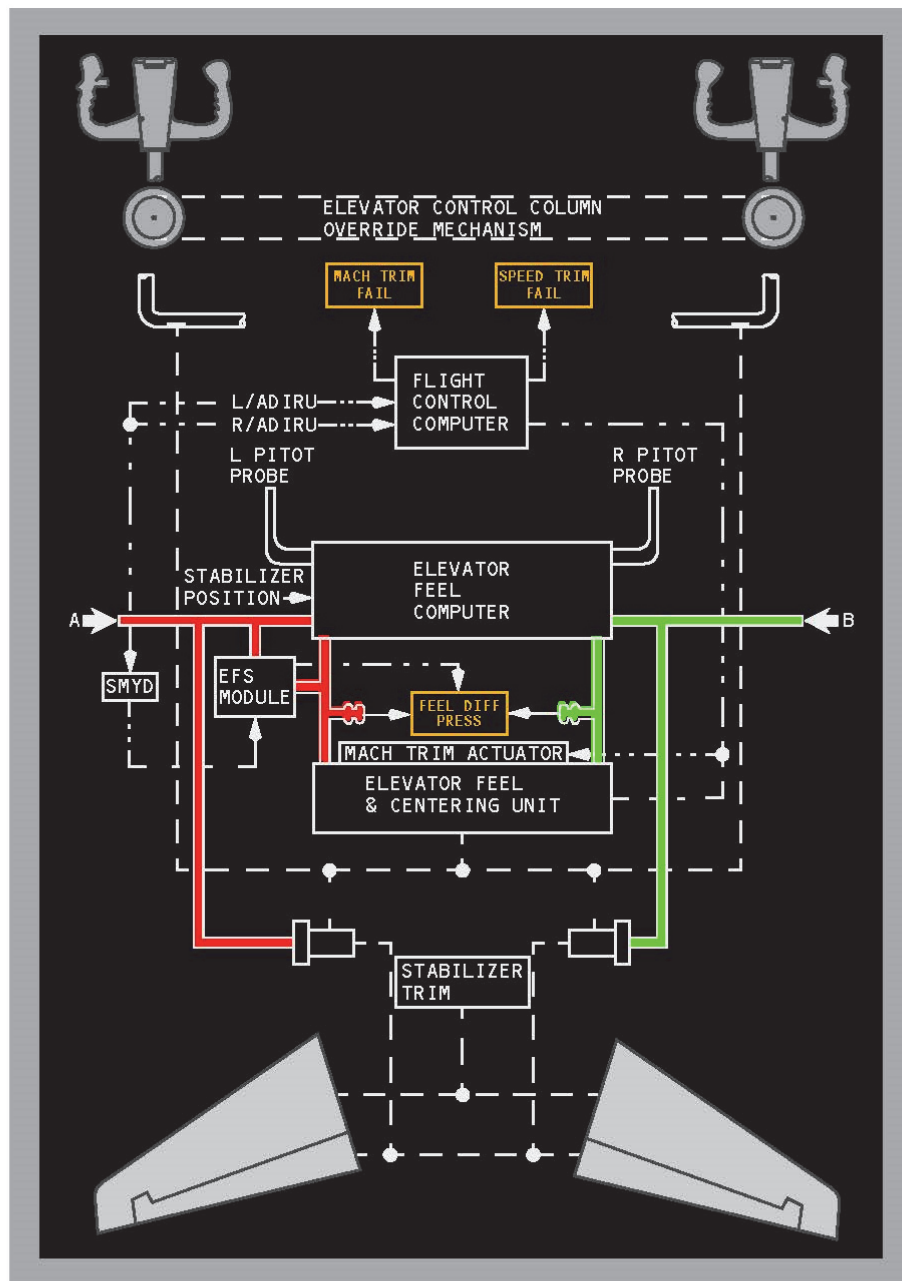 ELEVATOR CONTROL COLUMN
OVERRIDE MECHANISM
MACH TRIM
FAIL
SPEED TRIM
FAIL
FLIGHT
CONTROL
COMPUTER
L/ADIRU
R/ADIRU
L PITOT
PROBE
R PITOT
PROBE
ELEVATOR
FEEL
COMPUTER
STABILIZER
POSITION
A
B
SMYD
EFS
MODULE
FEEL DIFF
PRESS
MACH TRIM ACTUATOR
ELEVATOR FEEL
& CENTERING UNIT
STABILIZER
TRIM